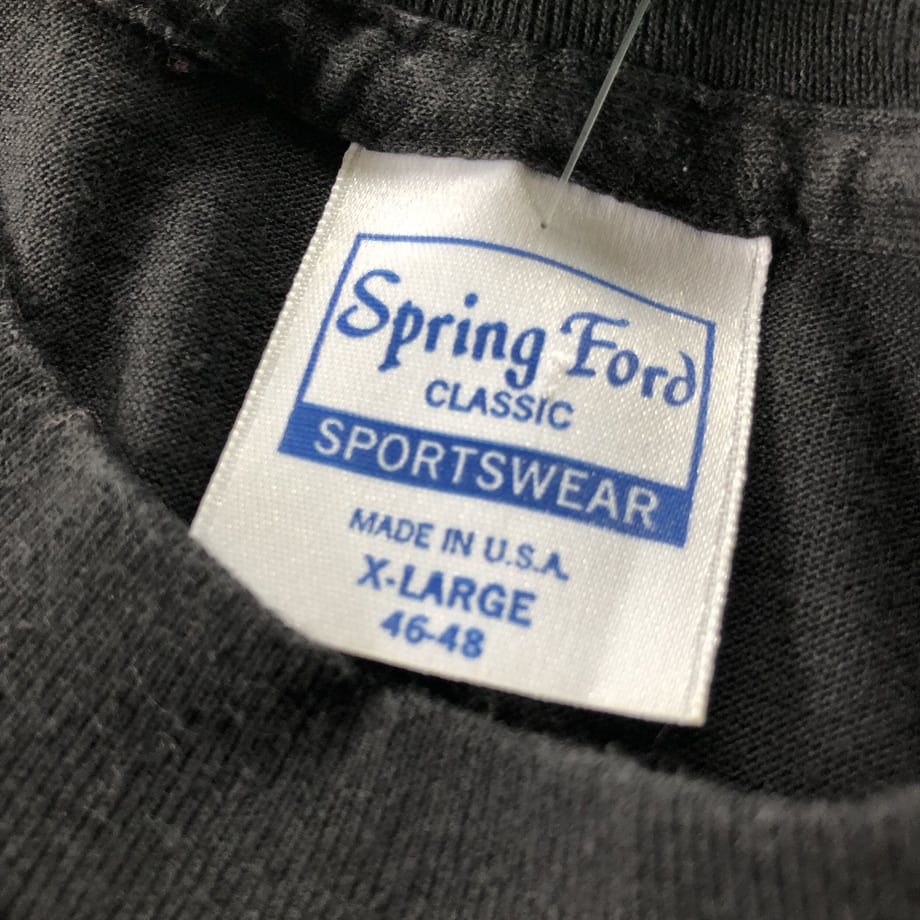 Spring Ford
CLASSIC
SPORTSWEAR
MADE IN U.S.A.
X-LARGE
46-48